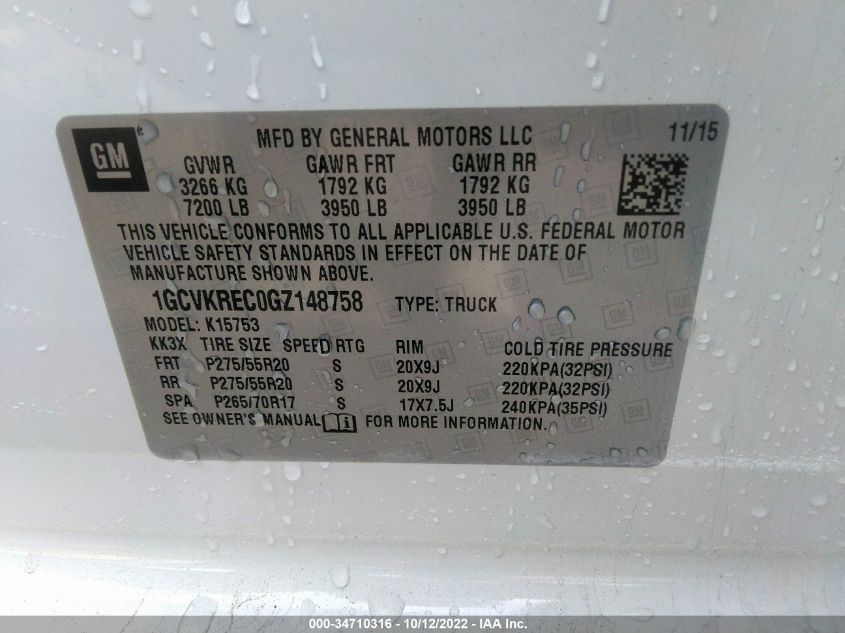 GM MFD BY GENERAL MOTORS LLC 11/15
GVWR GAWR FRT GAWR RR
3266 KG 1792 KG 1792 KG
7200 LB 3950 LB 3950 LB
THIS VEHICLE CONFORMS TO ALL APPLICABLE U.S. FEDERAL MOTOR
VEHICLE SAFETY STANDARDS IN EFFECT ON THE DATE OF
MANUFACTURE SHOWN ABOVE.
1GCVKREC0GZ148758 TYPE: TRUCK
MODEL: K15753
KK3X TIRE SIZE SPEED RTG RIM COLD TIRE PRESSURE
FRT P275/55R20 S 20X9J 220KPA(32PSI)
RR P275/55R20 S 20X9J 220KPA(32PSI)
SPA P265/70R17 S 17X7.5J 240KPA(35PSI)
SEE OWNER'S MANUAL i FOR MORE INFORMATION.
000-34710316 - 10/12/2022 - IAA Inc.